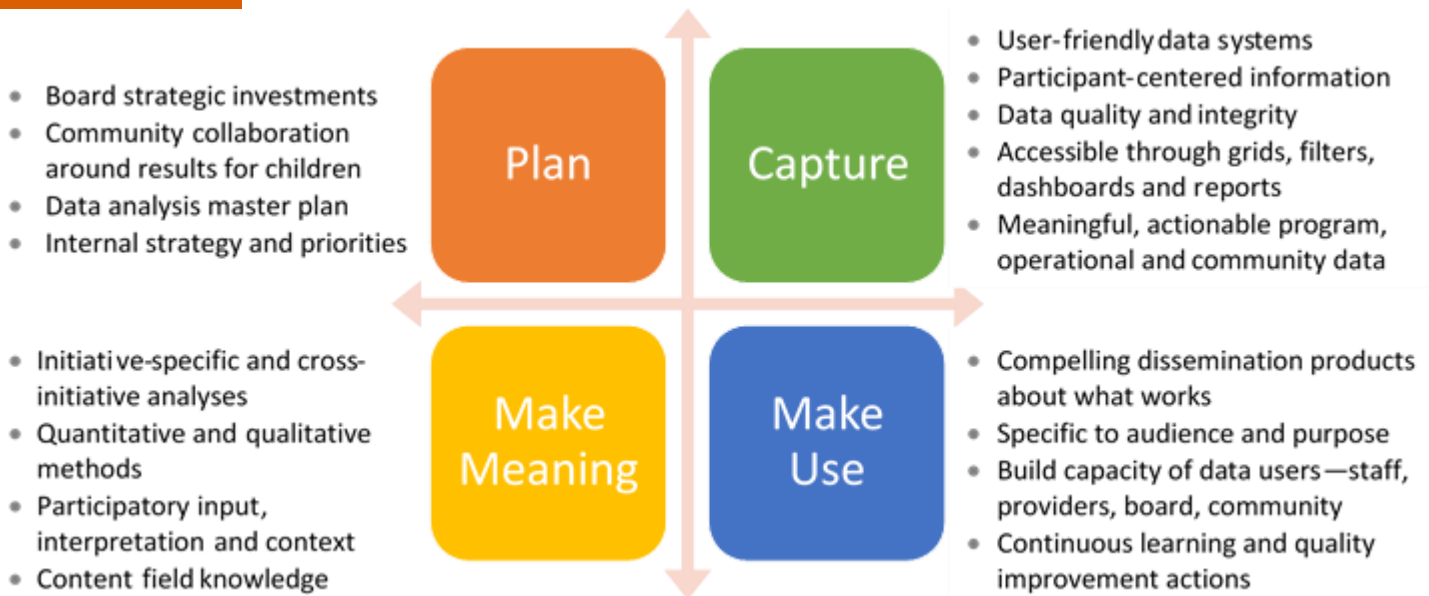 • Board strategic investments
• Community collaboration
around results for children
• Data analysis master plan
• Internal strategy and priorities
Plan
Capture
• User-friendly data systems
• Participant-centered information
• Data quality and integrity
• Accessible through grids, filters,
dashboards and reports
• Meaningful, actionable program,
operational and community data
• Initiative-specific and cross-
initiative analyses
• Quantitative and qualitative
methods
• Participatory input,
interpretation and context
• Content field knowledge
Make
Meaning
Make
Use
• Compelling dissemination products
about what works
• Specific to audience and purpose
• Build capacity of data users—staff,
providers, board, community
• Continuous learning and quality
improvement actions